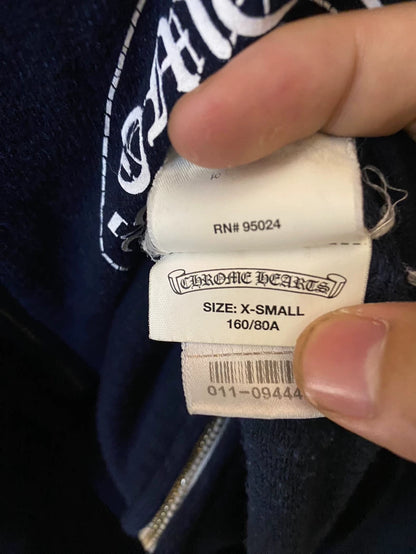 RN# 95024
CHROME HEARTS
SIZE: X-SMALL
160/80A
011-09444